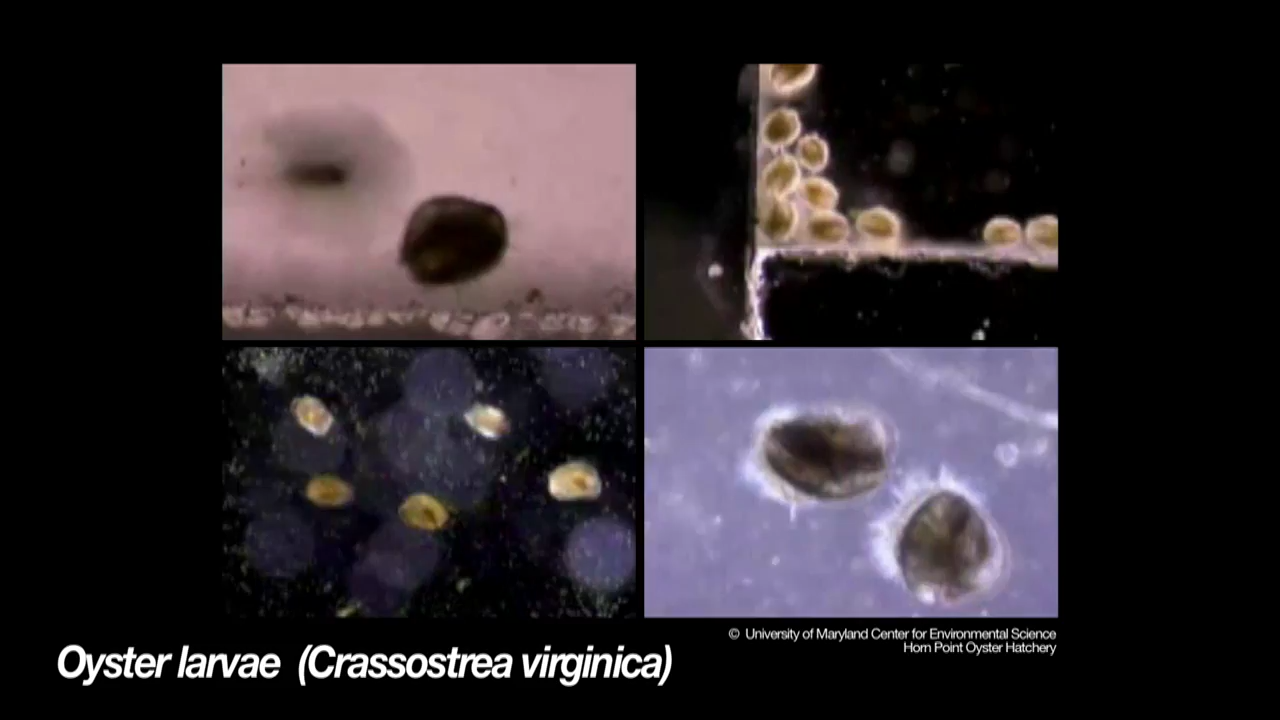 © University of Maryland Center for Environmental Science
Horn Point Oyster Hatchery
Oyster larvae (Crassostrea virginica)